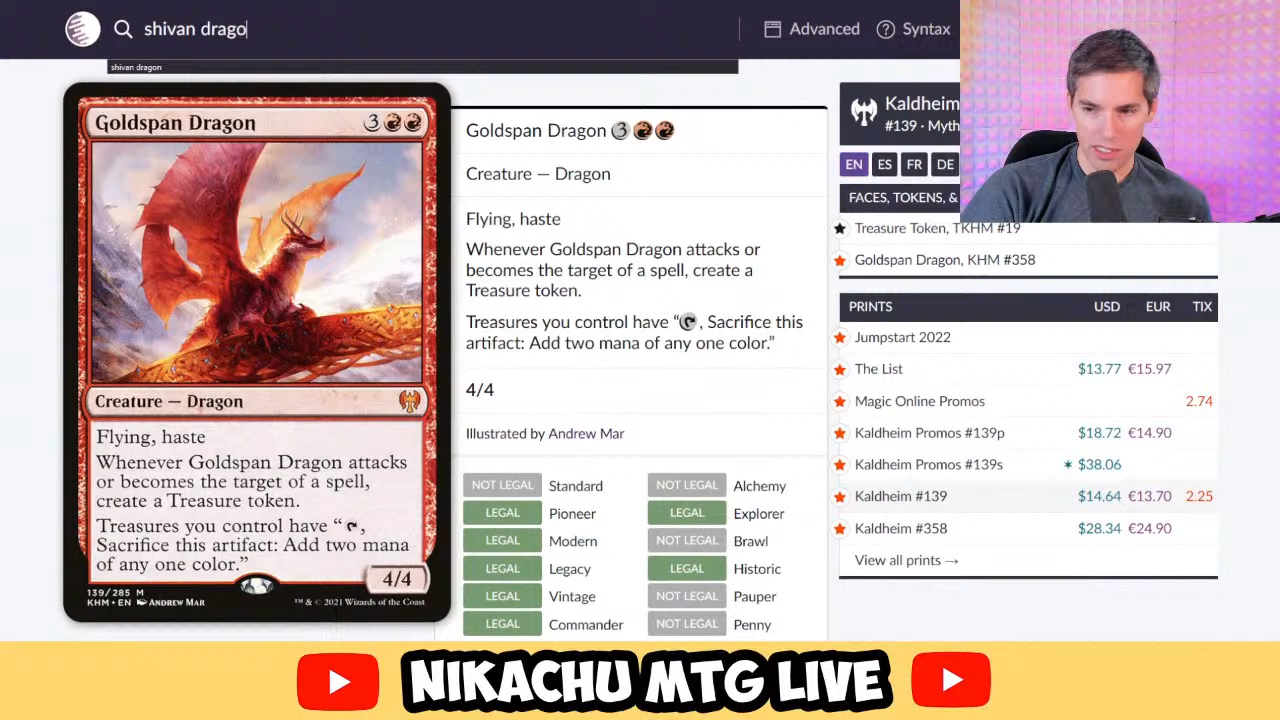 shivan drago
Advanced
Syntax
shivan dragon
Goldspan Dragon 3
Goldspan Dragon 3
Creature — Dragon
Flying, haste
Whenever Goldspan Dragon attacks or
becomes the target of a spell, create a
Treasure token.
Treasures you control have “ , Sacrifice this
artifact: Add two mana of any one color.”
4/4
Illustrated by Andrew Mar
Creature — Dragon
Flying, haste
Whenever Goldspan Dragon attacks
or becomes the target of a spell,
create a Treasure token.
Treasures you control have “ ,
Sacrifice this artifact: Add two mana
of any one color.”
4/4
139/285 M
KHM • EN ANDREW MAR
™ & © 2021 Wizards of the Coast
NOT LEGAL Standard NOT LEGAL Alchemy
LEGAL Pioneer LEGAL Explorer
LEGAL Modern NOT LEGAL Brawl
LEGAL Legacy LEGAL Historic
LEGAL Vintage NOT LEGAL Pauper
LEGAL Commander NOT LEGAL Penny
Kaldheim
#139 · Myth
EN ES FR DE
FACES, TOKENS, &
Treasure Token, TKHM #19
Goldspan Dragon, KHM #358
PRINTS USD EUR TIX
Jumpstart 2022
The List $13.77 €15.97
Magic Online Promos 2.74
Kaldheim Promos #139p $18.72 €14.90
Kaldheim Promos #139s ✶ $38.06
Kaldheim #139 $14.64 €13.70 2.25
Kaldheim #358 $28.34 €24.90
View all prints →
NIKACHU MTG LIVE